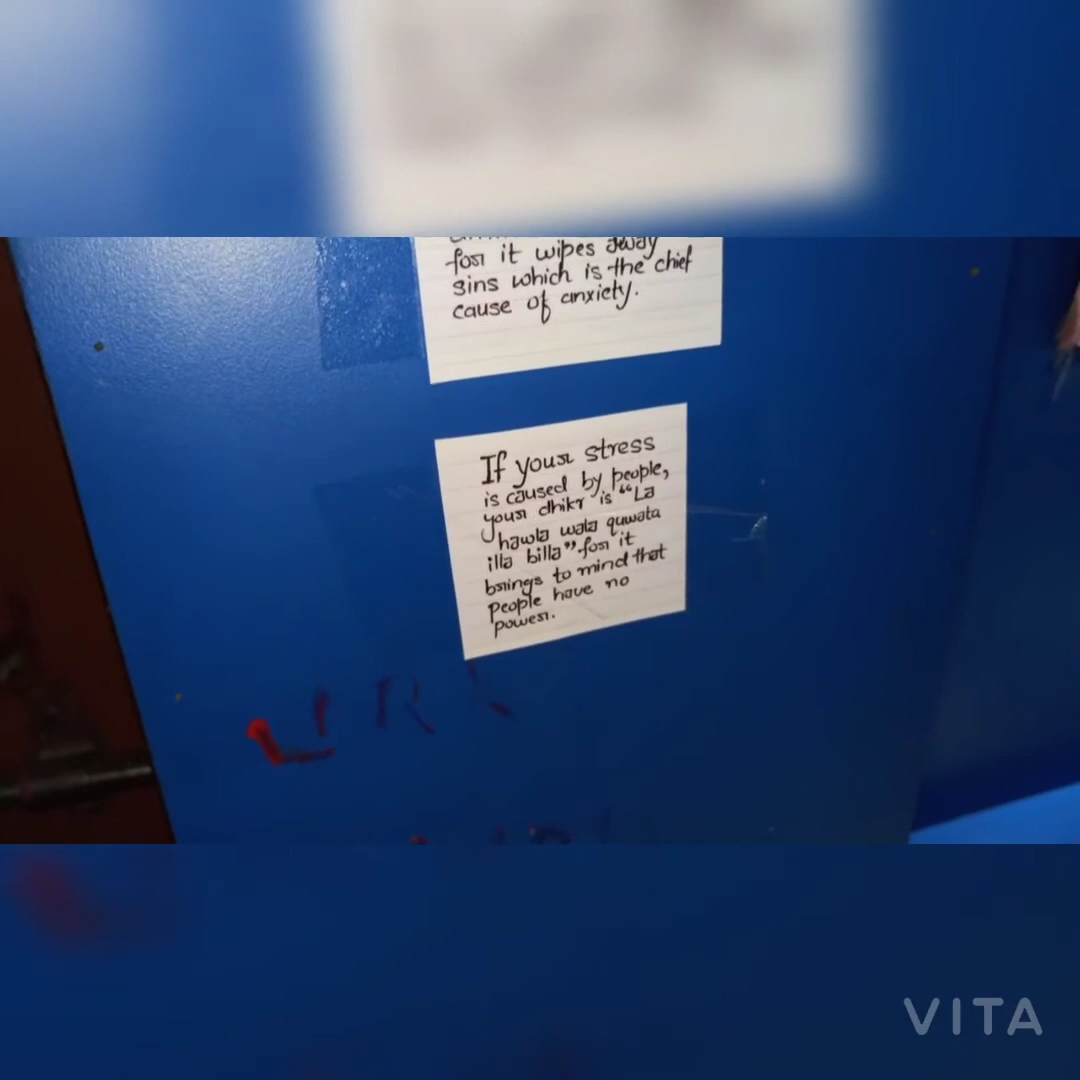 for it wipes away
sins which is the chief
cause of anxiety.
If your stress
is caused by people,
your dhikr is "La
hawla wala quwata
illa billa" for it
brings to mind that
people have no
power.
VITA